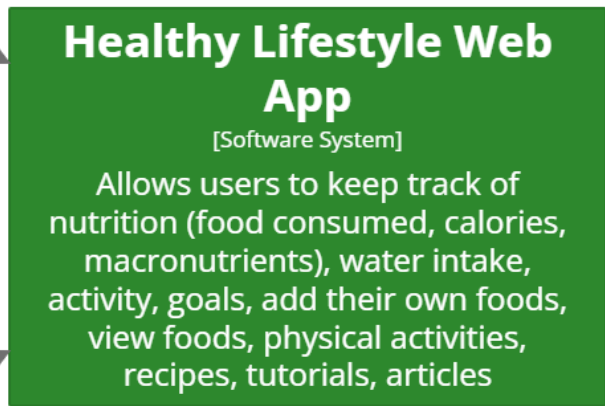 Healthy Lifestyle Web
App
[Software System]
Allows users to keep track of
nutrition (food consumed, calories,
macronutrients), water intake,
activity, goals, add their own foods,
view foods, physical activities,
recipes, tutorials, articles